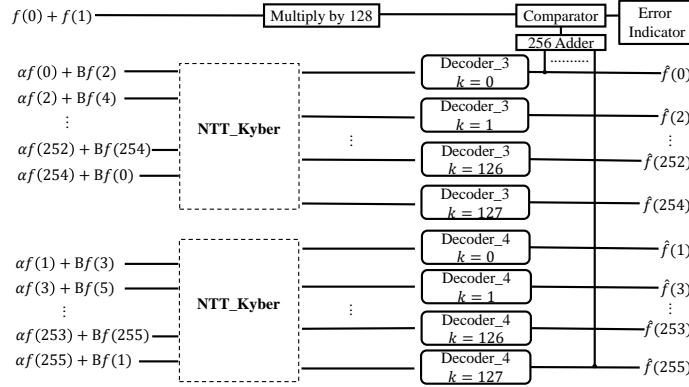 f(0) + f(1)
Multiply by 128
Comparator
Error
Indicator
256 Adder
αf(0) + Bf(2)
αf(2) + Bf(4)
⋮
αf(252) + Bf(254)
αf(254) + Bf(0)
NTT_Kyber
⋮
Decoder_3
k = 0
Decoder_3
k = 1
Decoder_3
k = 126
Decoder_3
k = 127
..........
f̂(0)
f̂(2)
⋮
f̂(252)
f̂(254)
αf(1) + Bf(3)
αf(3) + Bf(5)
⋮
αf(253) + Bf(255)
αf(255) + Bf(1)
NTT_Kyber
⋮
Decoder_4
k = 0
Decoder_4
k = 1
Decoder_4
k = 126
Decoder_4
k = 127
f̂(1)
f̂(3)
⋮
f̂(253)
f̂(255)